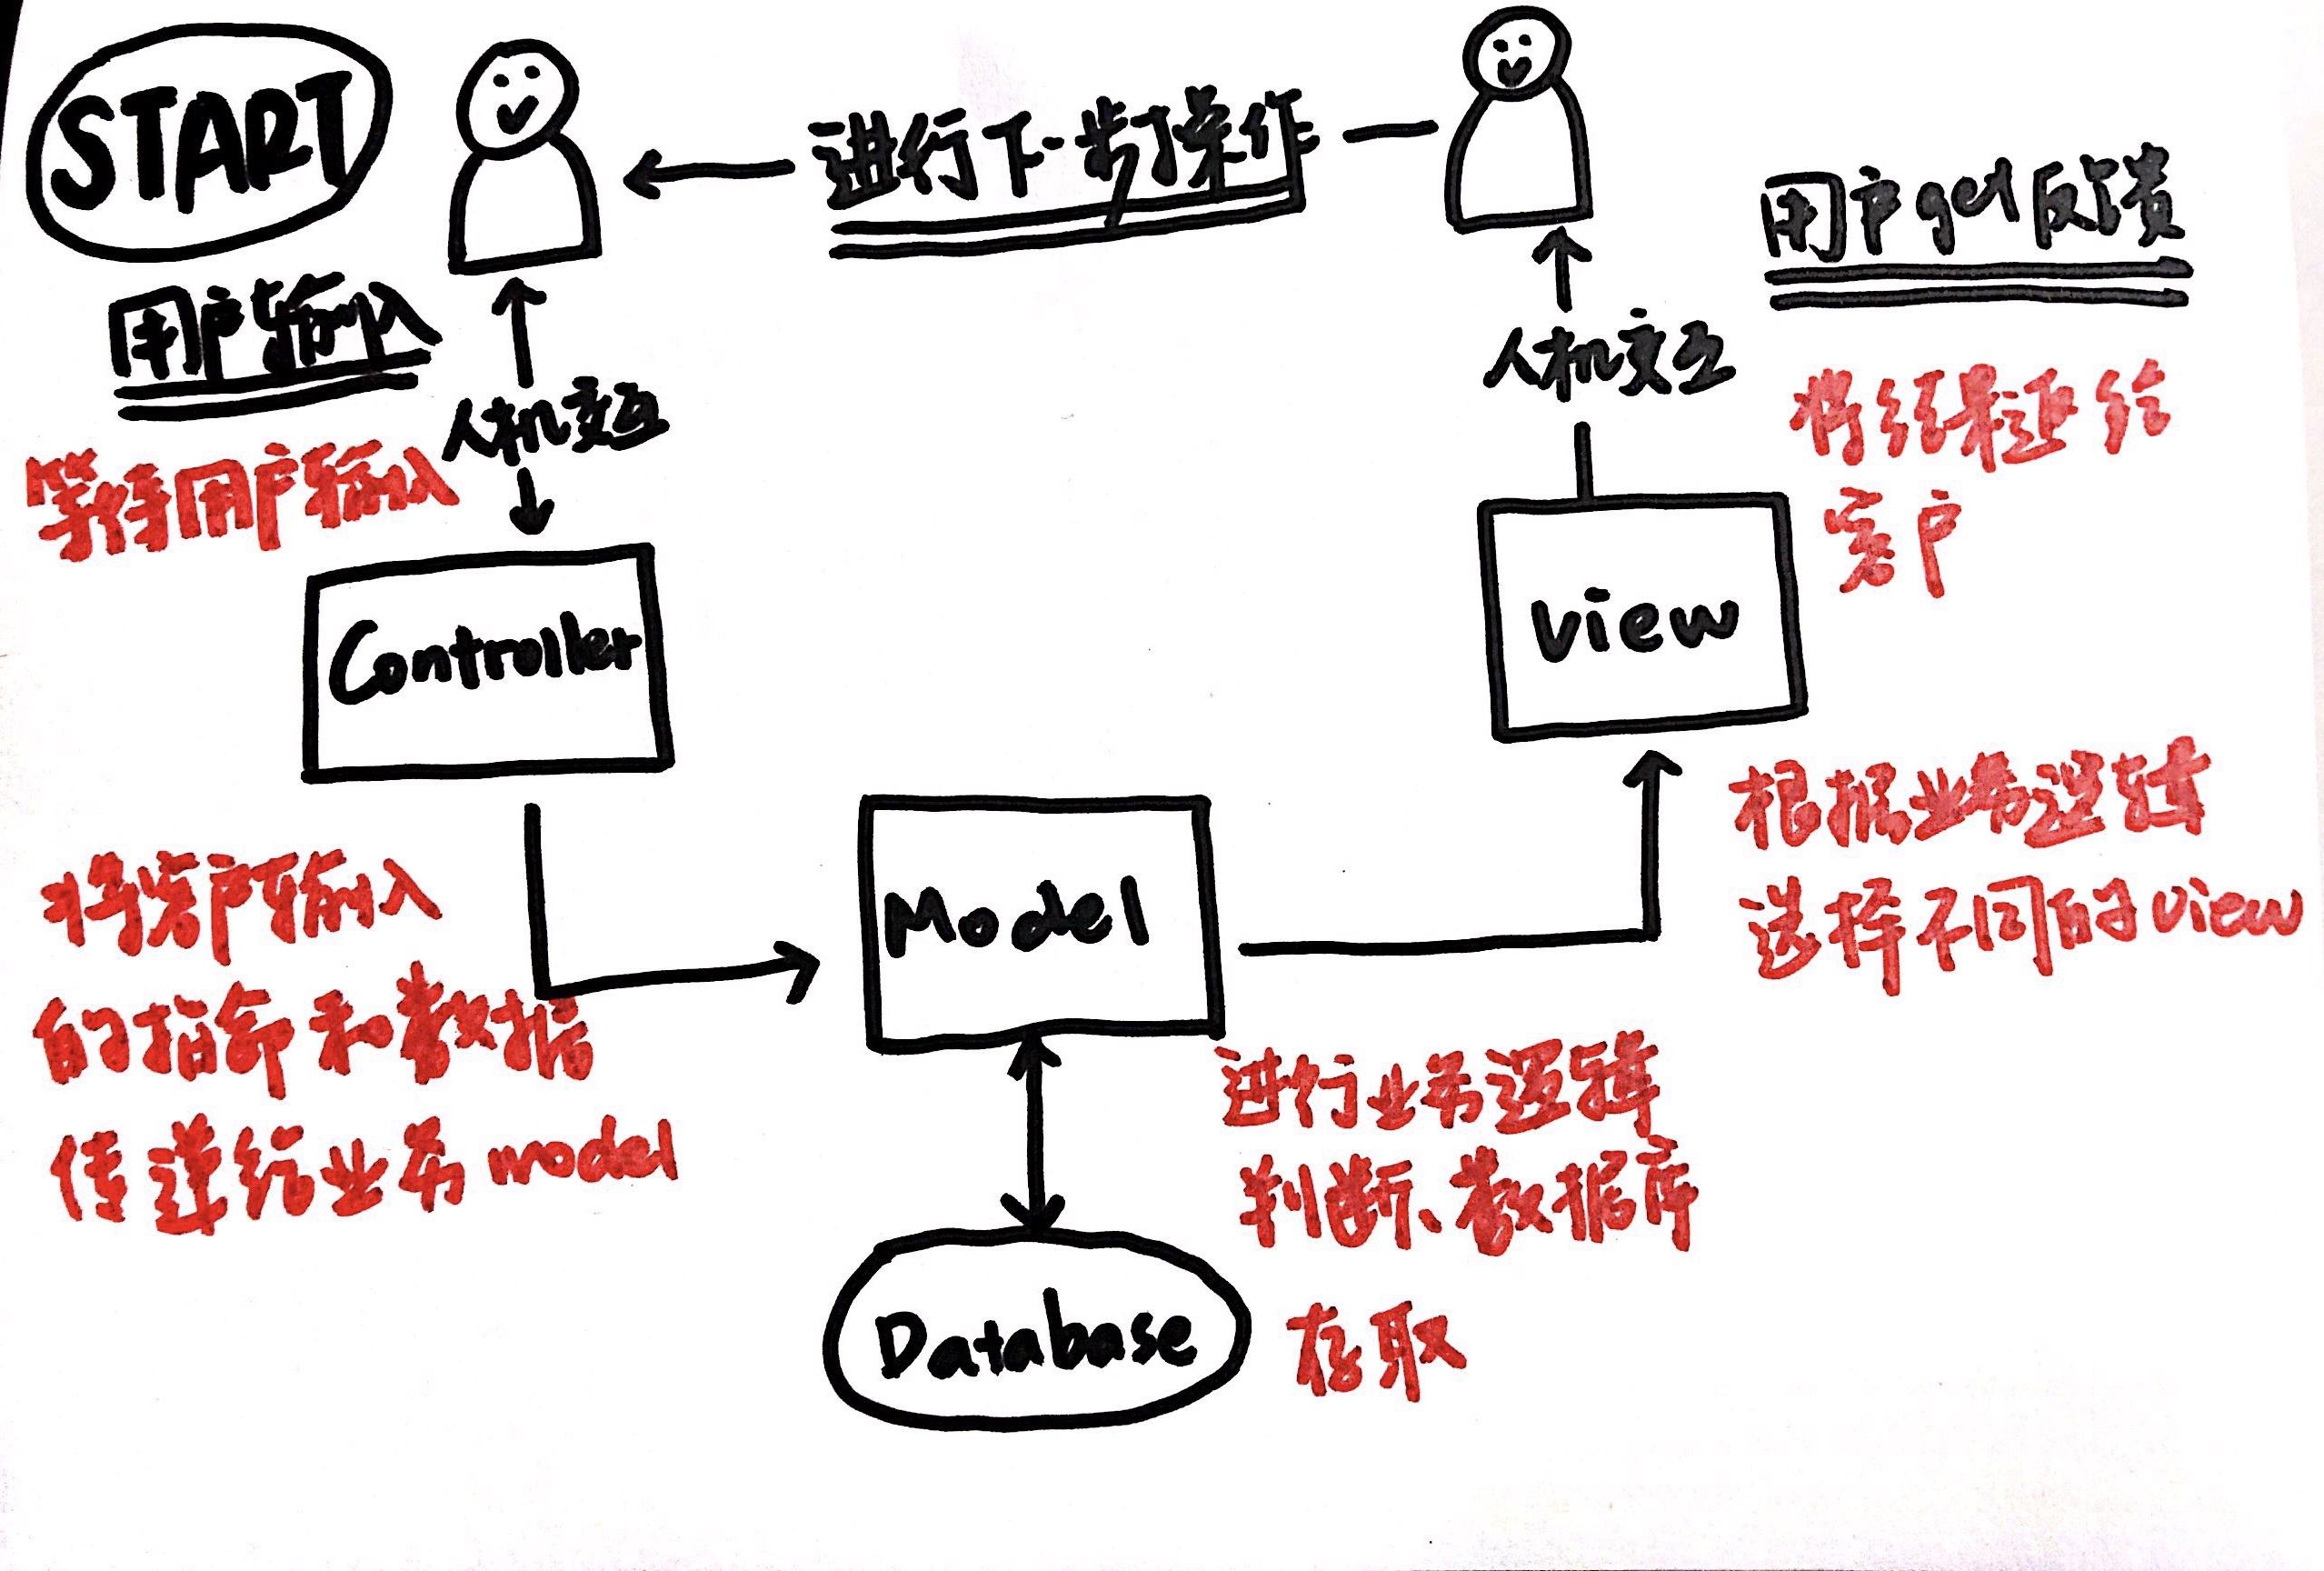 START
进行下一步操作
用户get反馈
用户输入
人机交互
人机交互
等待用户输入
将结果返给
客户
Controller
view
Model
根据业务逻辑
选择不同的view
将客户输入
的指命和数据
传递给业务model
进行业务逻辑
判断、数据库
存取
Database